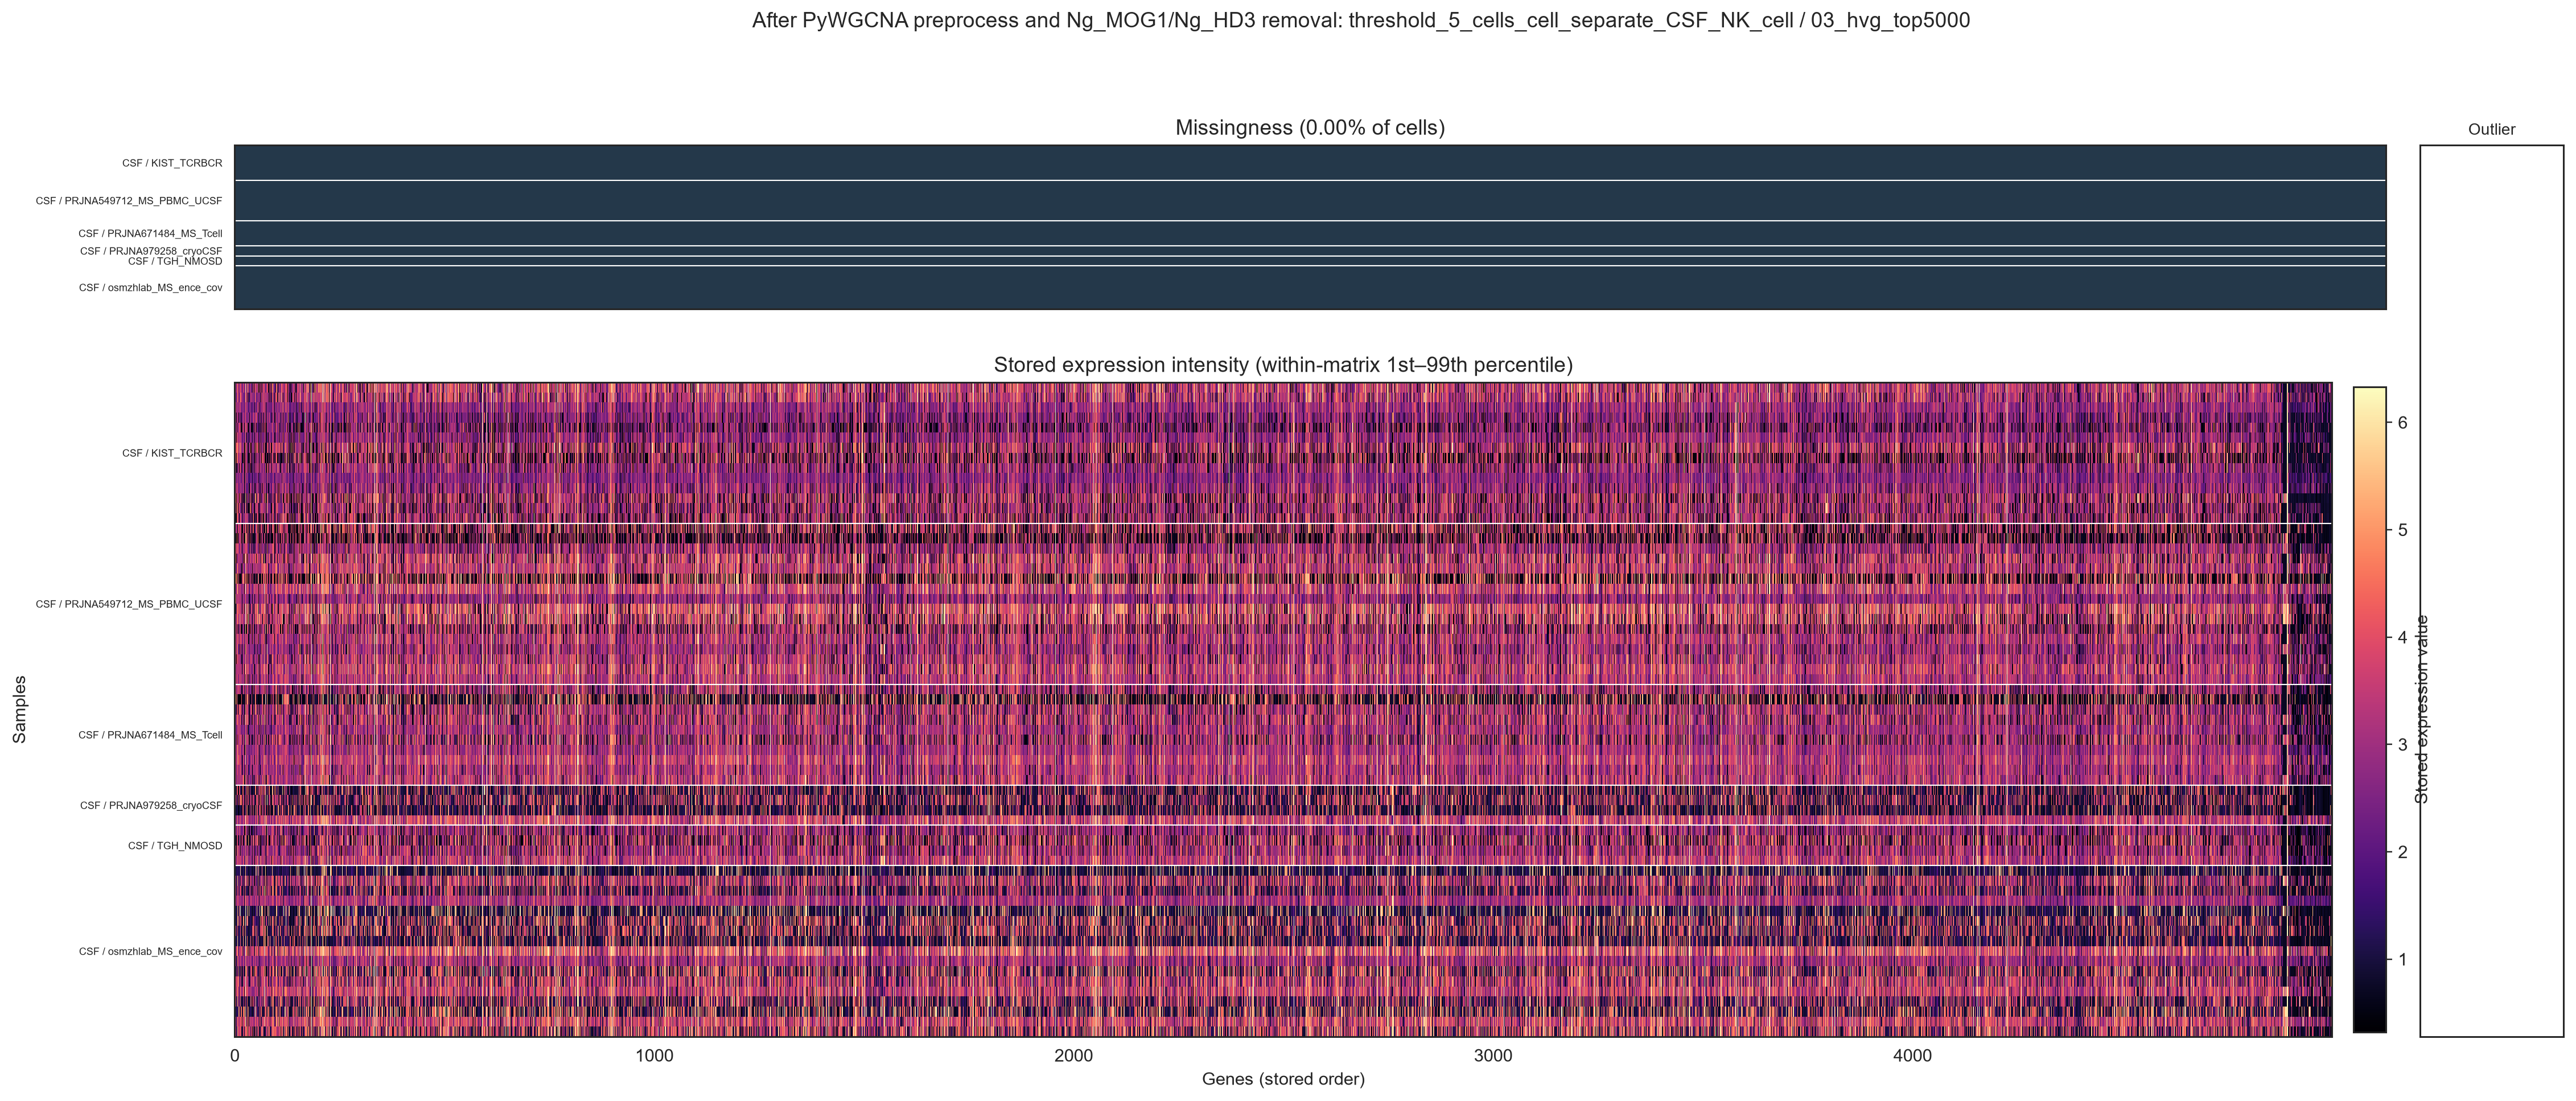 After PyWGCNA preprocess and Ng_MOG1/Ng_HD3 removal: threshold_5_cells_cell_separate_CSF_NK_cell / 03_hvg_top5000
Missingness (0.00% of cells)
Outlier
CSF / KIST_TCRBCR
CSF / PRJNA549712_MS_PBMC_UCSF
CSF / PRJNA671484_MS_Tcell
CSF / PRJNA979258_cryoCSF
CSF / TGH_NMOSD
CSF / osmzhlab_MS_ence_cov
Stored expression intensity (within-matrix 1st–99th percentile)
Samples
CSF / KIST_TCRBCR
CSF / PRJNA549712_MS_PBMC_UCSF
CSF / PRJNA671484_MS_Tcell
CSF / PRJNA979258_cryoCSF
CSF / TGH_NMOSD
CSF / osmzhlab_MS_ence_cov
6
5
4
3
2
1
Stored expression value
0 1000 2000 3000 4000
Genes (stored order)